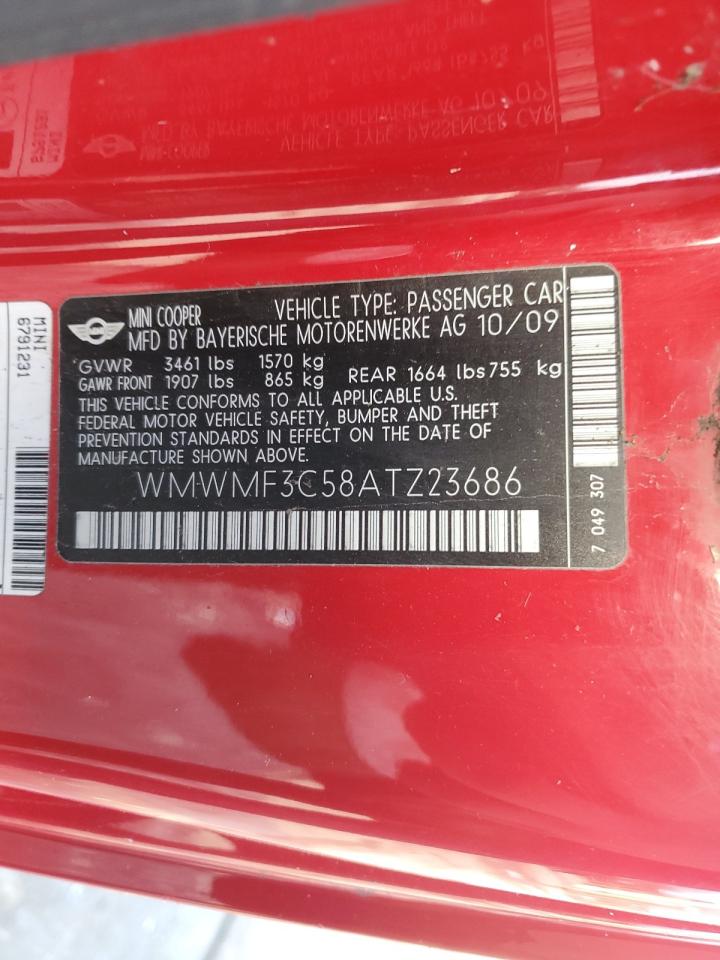 MINI COOPER VEHICLE TYPE: PASSENGER CAR
MFD BY BAYERISCHE MOTORENWERKE AG 10/09
GVWR 3461 lbs 1570 kg
GAWR FRONT 1907 lbs 865 kg REAR 1664 lbs 755 kg
THIS VEHICLE CONFORMS TO ALL APPLICABLE U.S.
FEDERAL MOTOR VEHICLE SAFETY, BUMPER AND THEFT
PREVENTION STANDARDS IN EFFECT ON THE DATE OF
MANUFACTURE SHOWN ABOVE.
WMWMF3C58ATZ23686
7 049 307
MINI
6791231